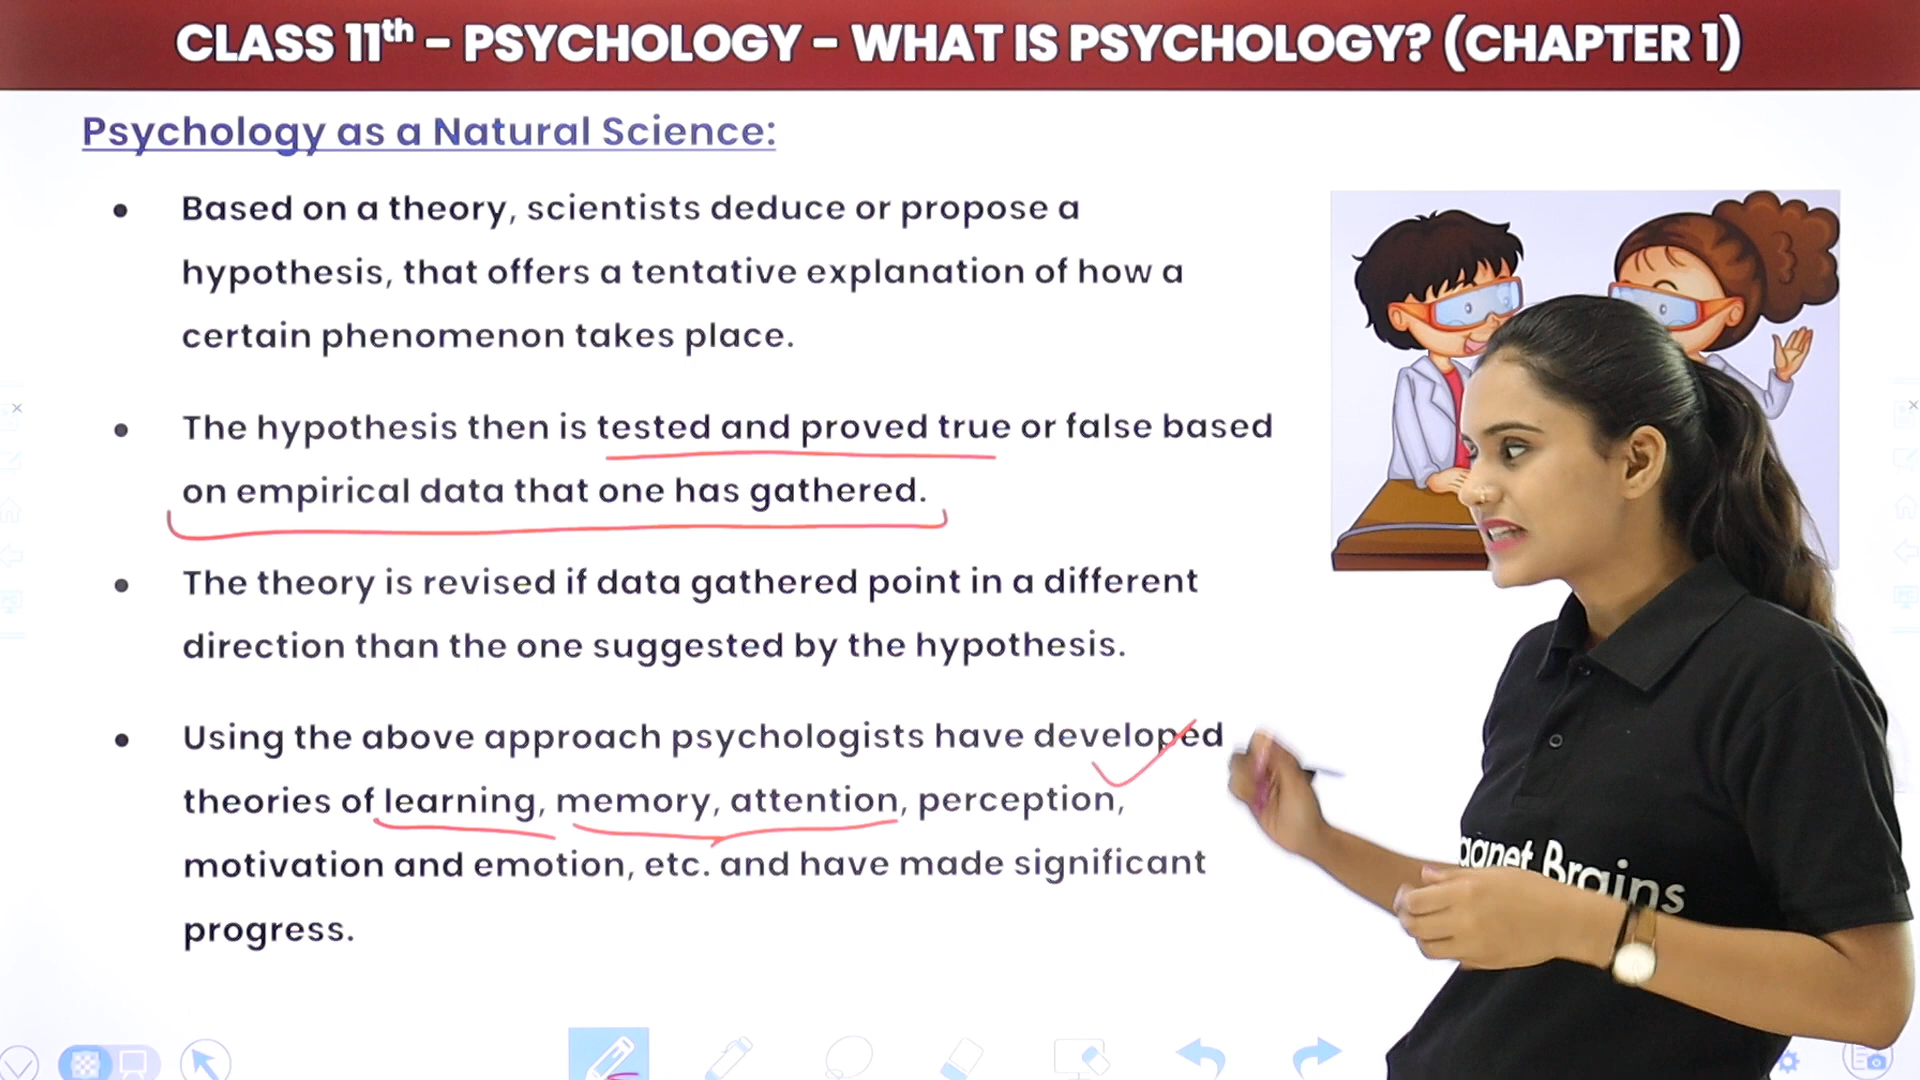 CLASS 11th - PSYCHOLOGY - WHAT IS PSYCHOLOGY? (CHAPTER 1)
Psychology as a Natural Science:
• Based on a theory, scientists deduce or propose a
hypothesis, that offers a tentative explanation of how a
certain phenomenon takes place.
• The hypothesis then is tested and proved true or false based
on empirical data that one has gathered.
• The theory is revised if data gathered point in a different
direction than the one suggested by the hypothesis.
• Using the above approach psychologists have developed
theories of learning, memory, attention, perception,
motivation and emotion, etc. and have made significant
progress.
agnet Brains